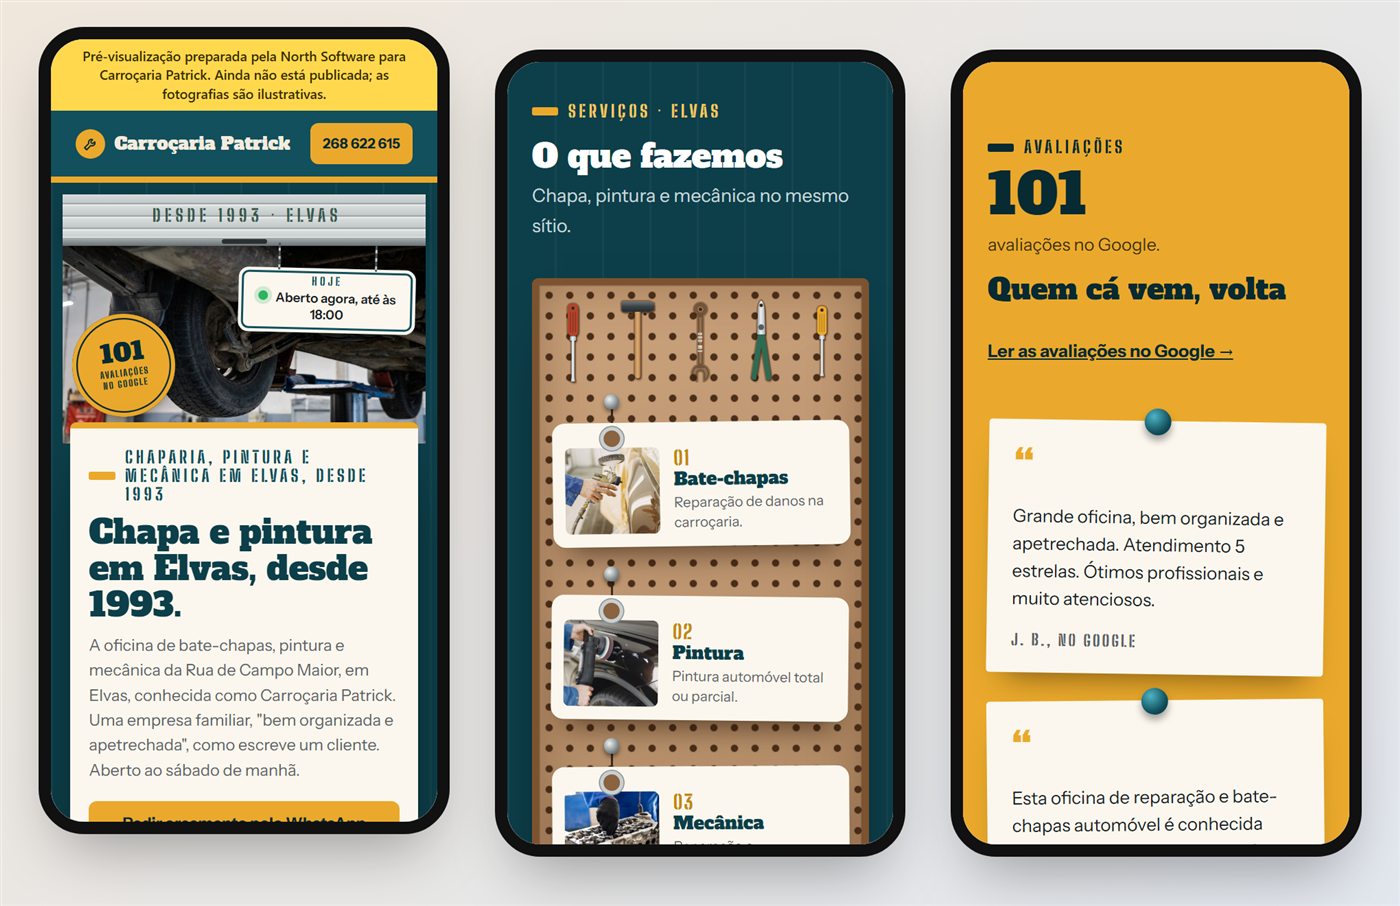 Pré-visualização preparada pela North Software para
Carroçaria Patrick. Ainda não está publicada; as
fotografias são ilustrativas.
Carroçaria Patrick
268 622 615
DESDE 1993 · ELVAS
HOJE
Aberto agora, até às
18:00
101
AVALIAÇÕES
NO GOOGLE
CHAPARIA, PINTURA E
MECÂNICA EM ELVAS, DESDE
1993
Chapa e pintura
em Elvas, desde
1993.
A oficina de bate-chapas, pintura e
mecânica da Rua de Campo Maior, em
Elvas, conhecida como Carroçaria Patrick.
Uma empresa familiar, "bem organizada e
apetrechada", como escreve um cliente.
Aberto ao sábado de manhã.
Pedir orçamento pelo WhatsApp
SERVIÇOS · ELVAS
O que fazemos
Chapa, pintura e mecânica no mesmo
sítio.
01
Bate-chapas
Reparação de danos na
carroçaria.
02
Pintura
Pintura automóvel total
ou parcial.
03
Mecânica
AVALIAÇÕES
101
avaliações no Google.
Quem cá vem, volta
Ler as avaliações no Google →
❝
Grande oficina, bem organizada e
apetrechada. Atendimento 5
estrelas. Ótimos profissionais e
muito atenciosos.
J. B., NO GOOGLE
❝
Esta oficina de reparação e bate-
chapas automóvel é conhecida